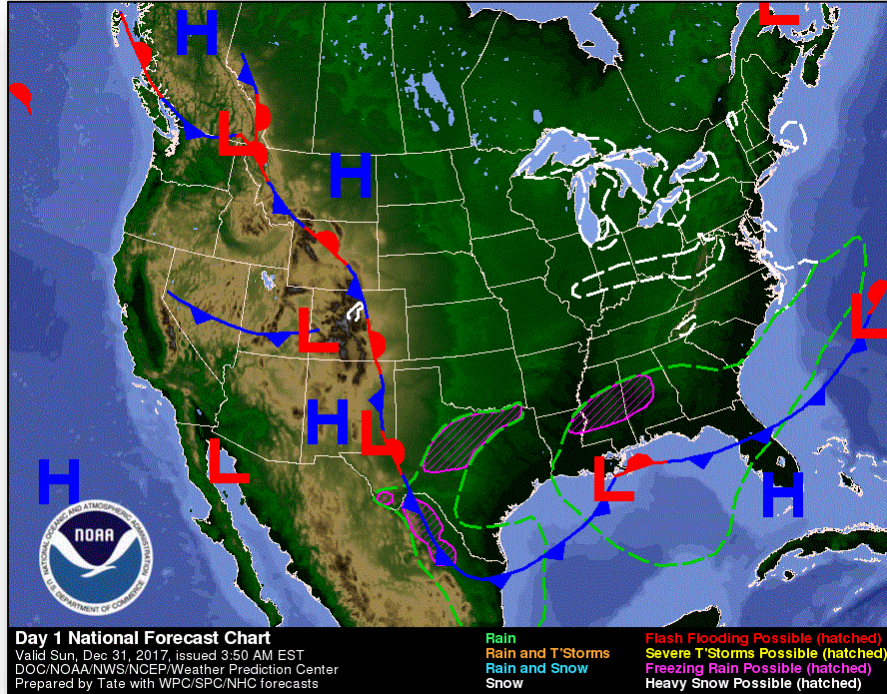 L
H
H
L
H
L
L
H
L
L
L
H
H
NATIONAL OCEANIC AND ATMOSPHERIC ADMINISTRATION
NOAA
U.S. DEPARTMENT OF COMMERCE
Day 1 National Forecast Chart
Valid Sun, Dec 31, 2017, issued 3:50 AM EST
DOC/NOAA/NWS/NCEP/Weather Prediction Center
Prepared by Tate with WPC/SPC/NHC forecasts
Rain
Rain and T'Storms
Rain and Snow
Snow
Flash Flooding Possible (hatched)
Severe T'Storms Possible (hatched)
Freezing Rain Possible (hatched)
Heavy Snow Possible (hatched)